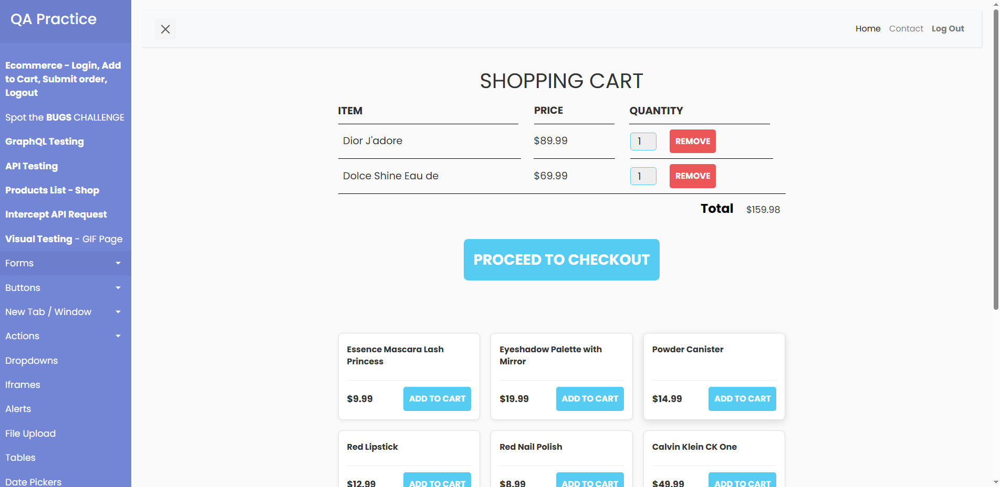 QA Practice
Ecommerce - Login, Add
to Cart, Submit order,
Logout
Spot the BUGS CHALLENGE
GraphQL Testing
API Testing
Products List - Shop
Intercept API Request
Visual Testing - GIF Page
Forms
Buttons
New Tab / Window
Actions
Dropdowns
Iframes
Alerts
File Upload
Tables
Date Pickers
Home Contact Log Out
SHOPPING CART
ITEM PRICE QUANTITY
Dior J'adore $89.99 1 REMOVE
Dolce Shine Eau de $69.99 1 REMOVE
Total $159.98
PROCEED TO CHECKOUT
Essence Mascara Lash
Princess
$9.99 ADD TO CART
Eyeshadow Palette with
Mirror
$19.99 ADD TO CART
Powder Canister
$14.99 ADD TO CART
Red Lipstick
$12.99 ADD TO CART
Red Nail Polish
$8.99 ADD TO CART
Calvin Klein CK One
$49.99 ADD TO CART